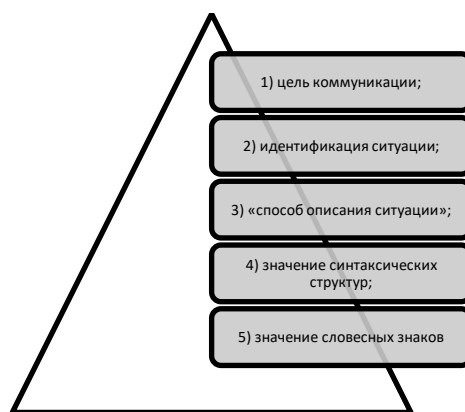 1) цель коммуникации;
2) идентификация ситуации;
3) «способ описания ситуации»;
4) значение синтаксических
структур;
5) значение словесных знаков